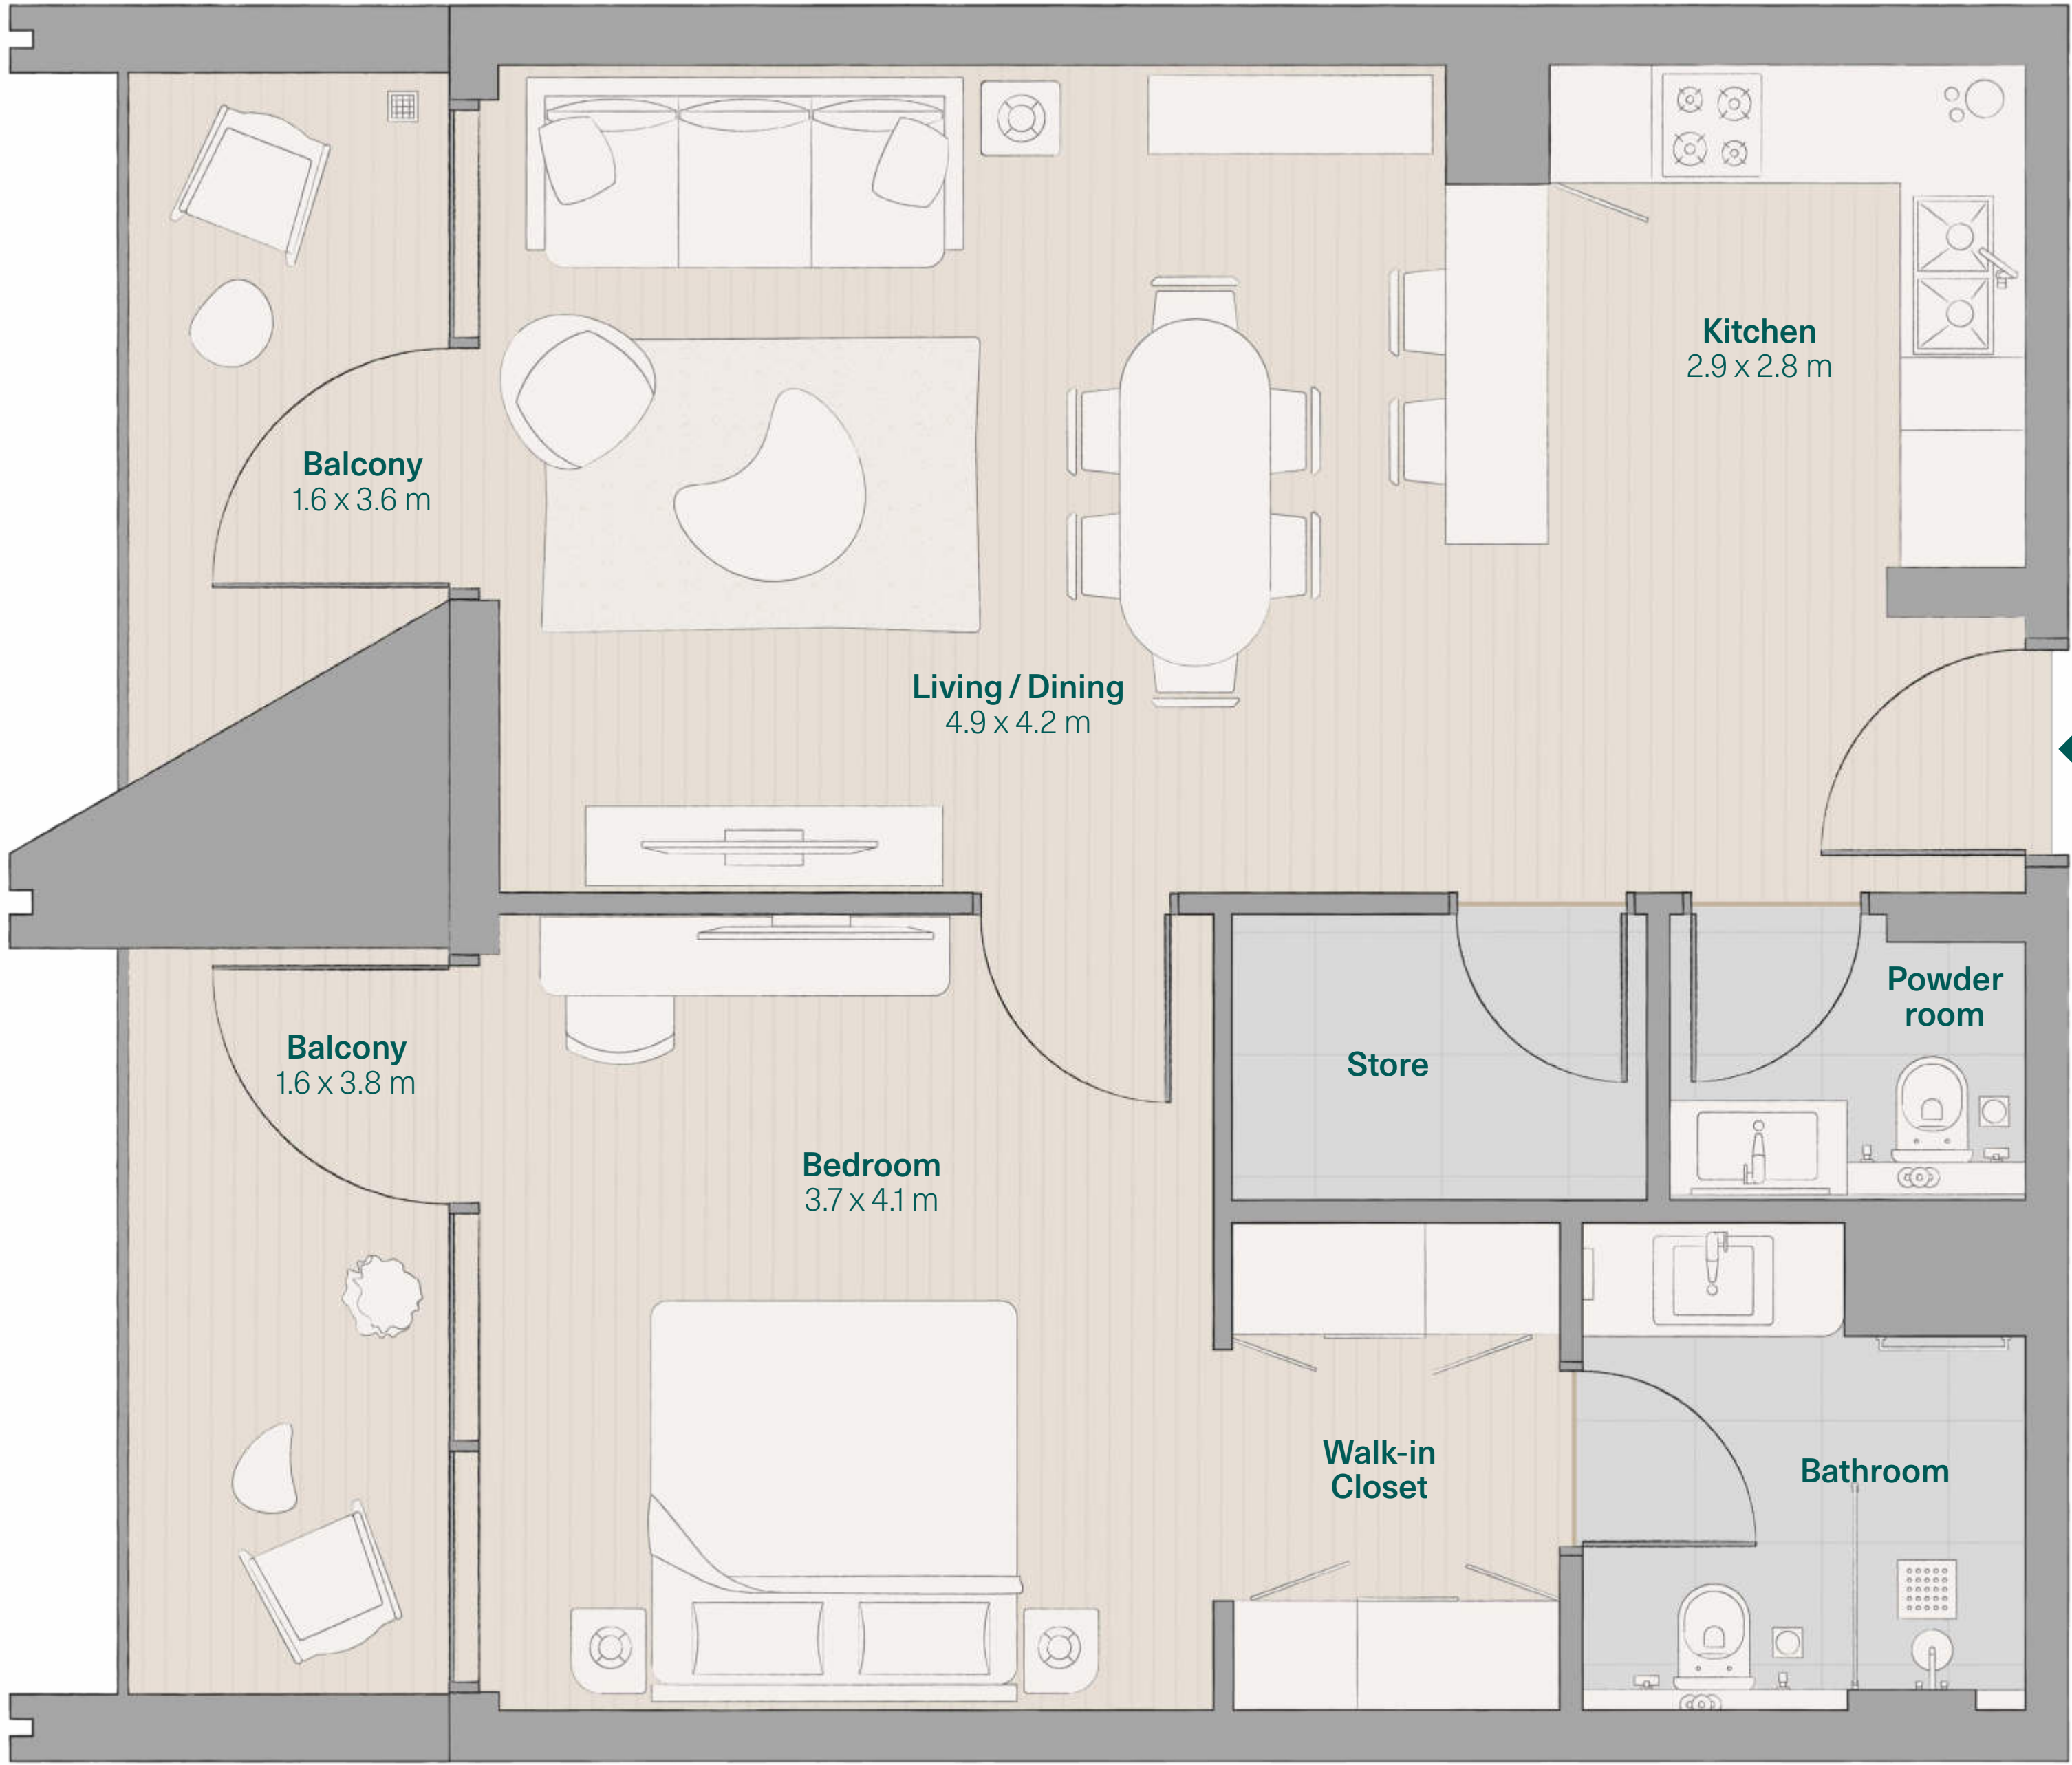 Kitchen
2.9 x 2.8 m
Balcony
1.6 x 3.6 m
Living / Dining
4.9 x 4.2 m
Powder
room
Balcony
1.6 x 3.8 m
Store
Bedroom
3.7 x 4.1 m
Walk-in
Closet
Bathroom